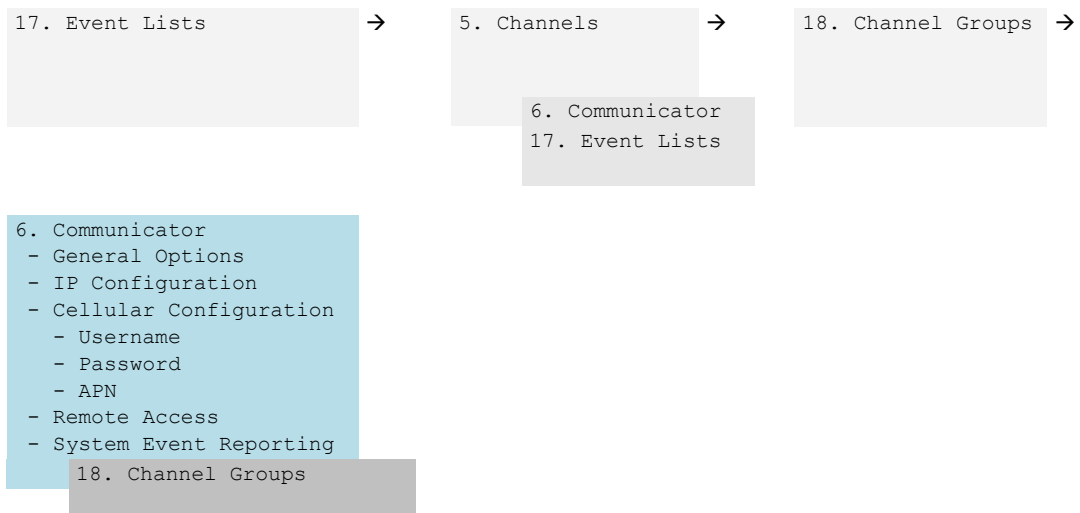 17. Event Lists →
5. Channels →
18. Channel Groups →
6. Communicator
17. Event Lists
6. Communicator
- General Options
- IP Configuration
- Cellular Configuration
- Username
- Password
- APN
- Remote Access
- System Event Reporting
18. Channel Groups